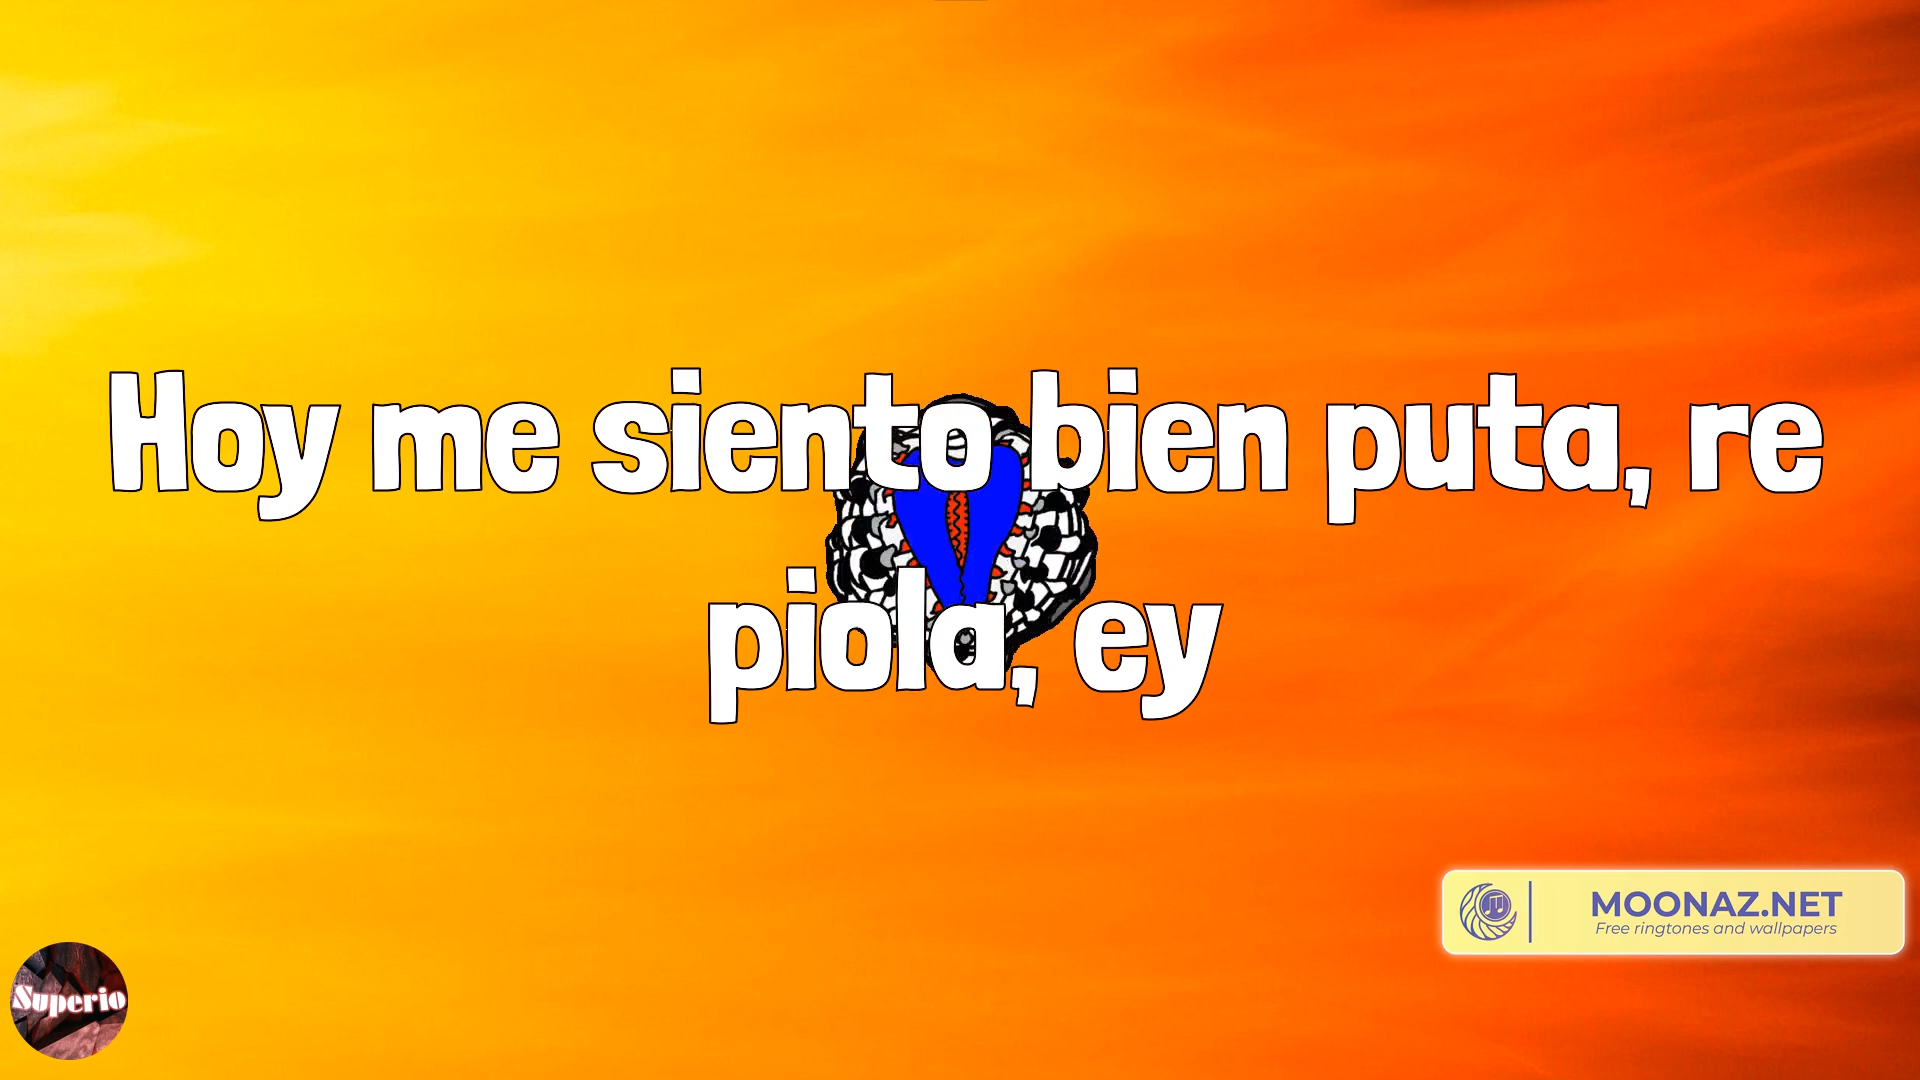 Hoy me siento bien puta, re
piola, ey
MOONAZ.NET
Free ringtones and wallpapers
Superio